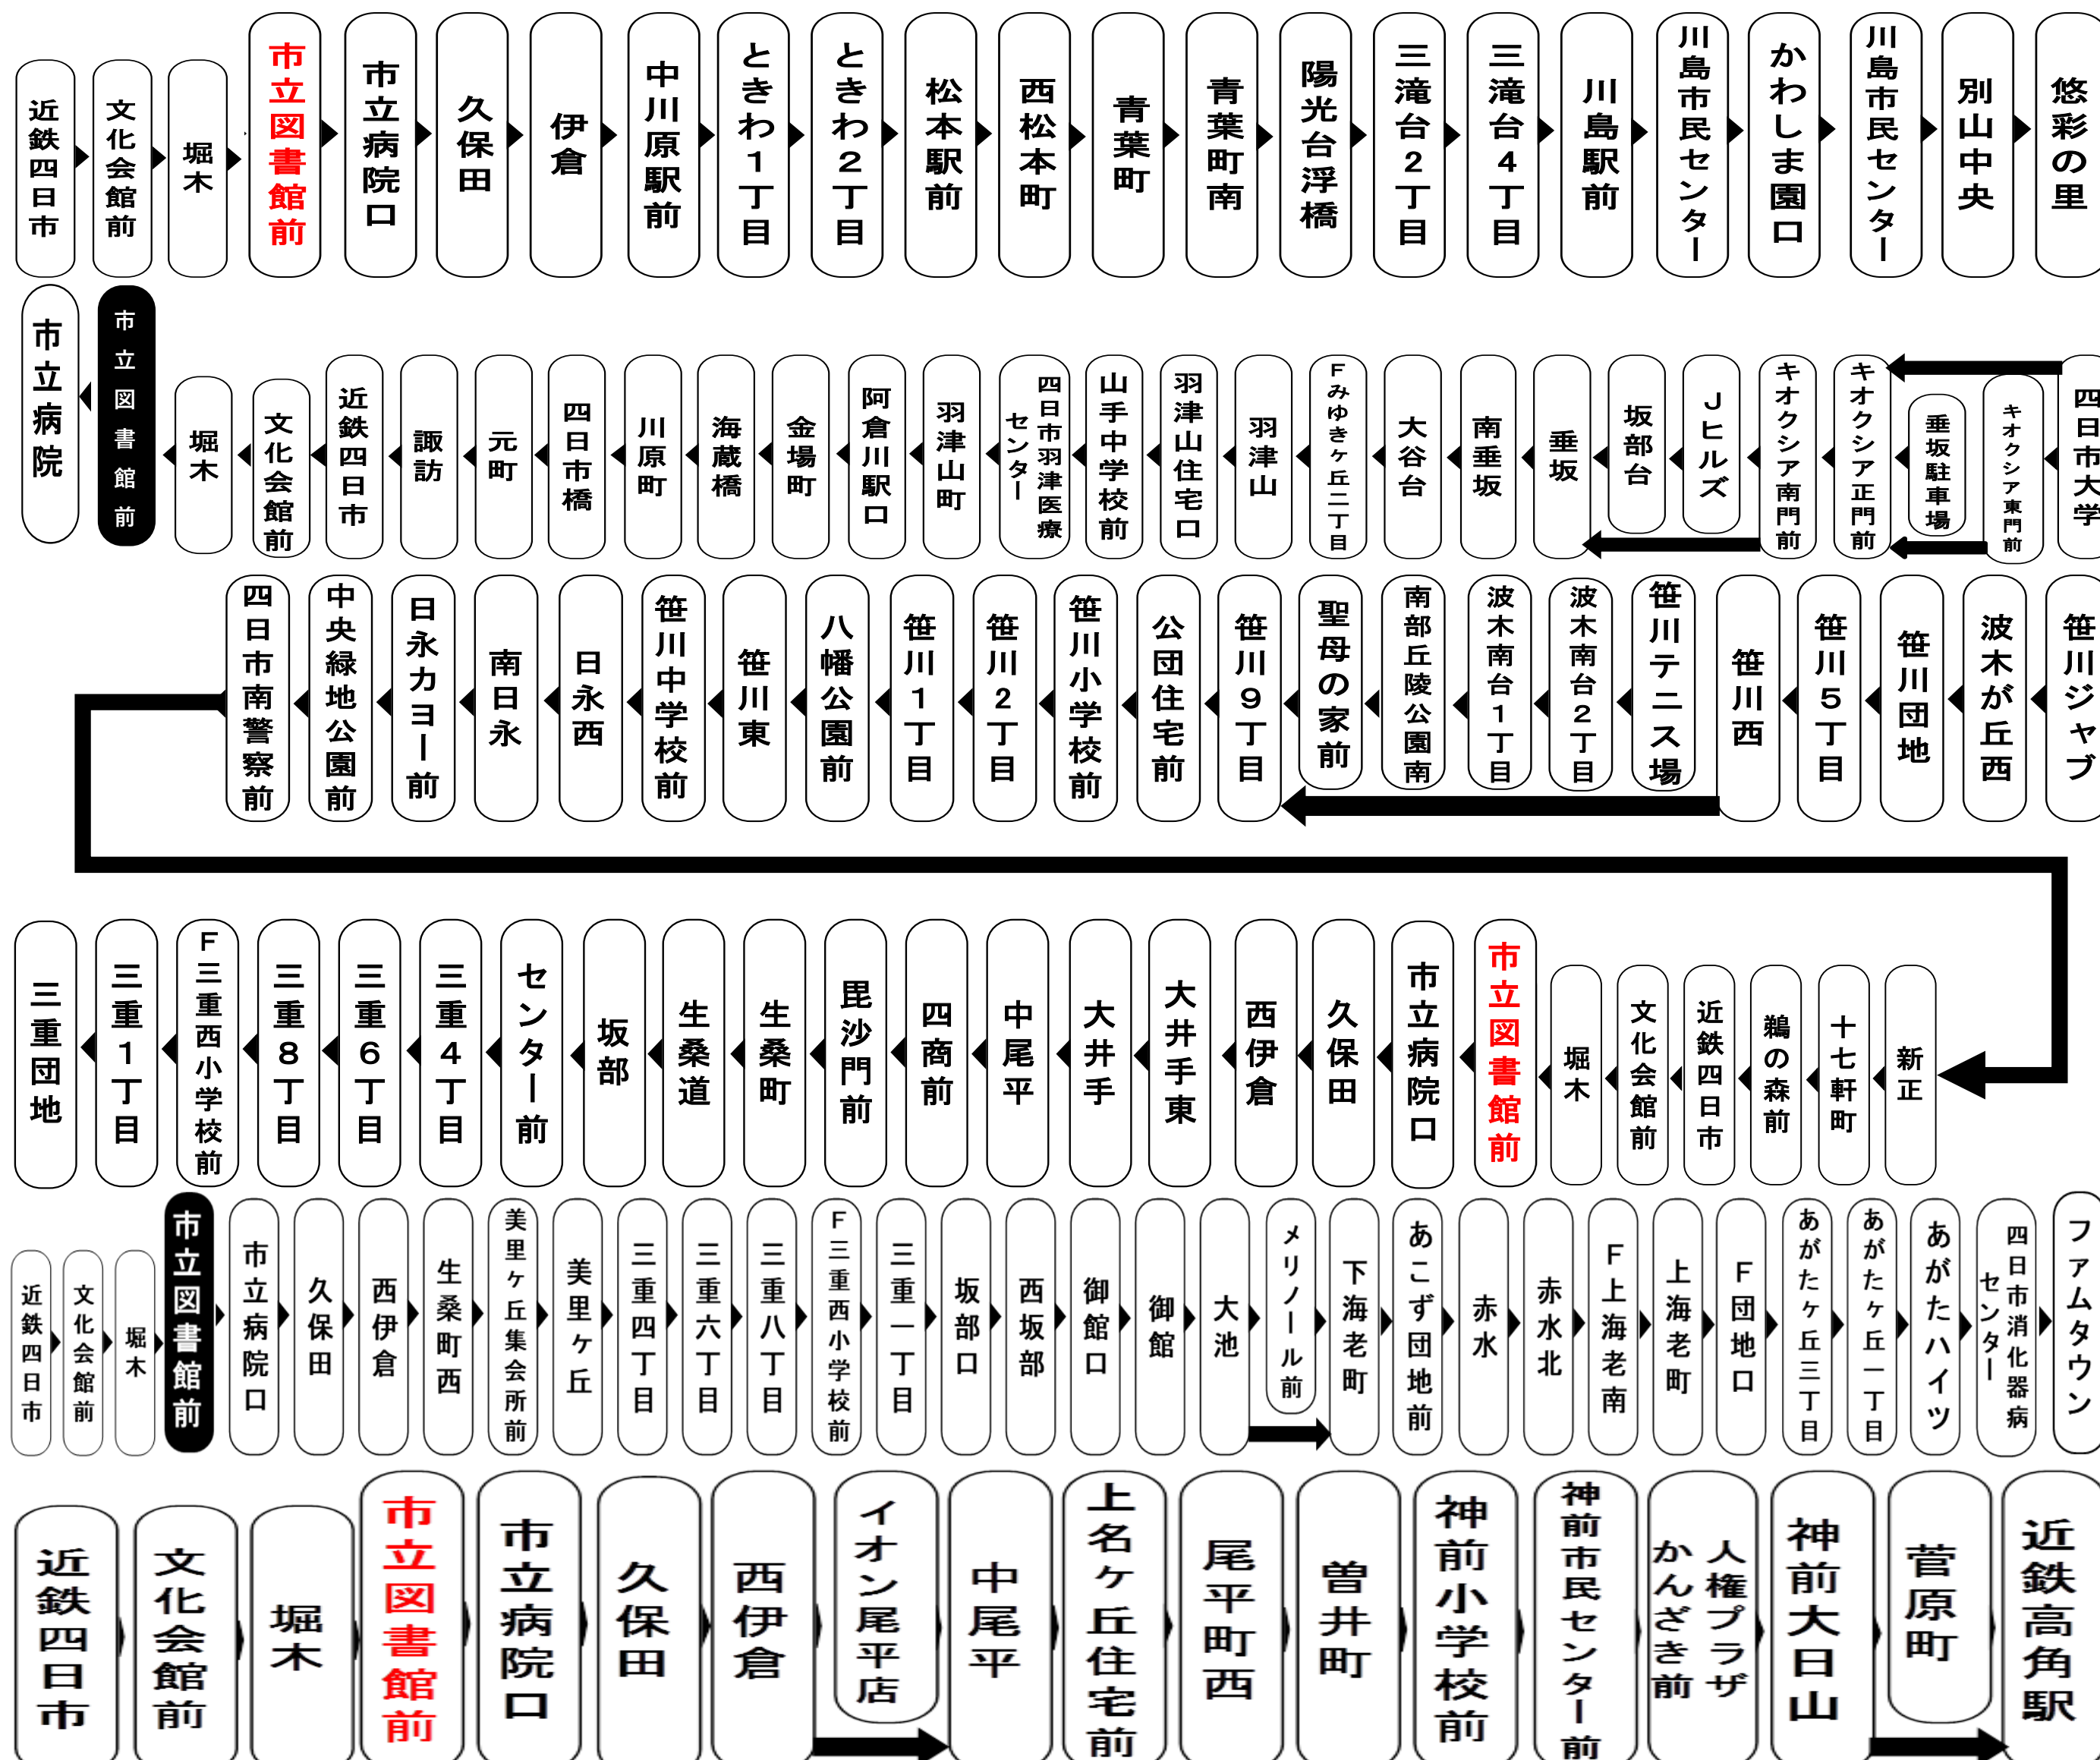 近鉄四日市
文化会館前
堀木
市立図書館前
市立病院口
久保田
伊倉
中川原駅前
ときわ1丁目
ときわ2丁目
松本駅前
西松本町
青葉町
青葉町南
陽光台浮橋
三滝台2丁目
三滝台4丁目
川島駅前
川島市民センター
かわしま園口
川島市民センター
別山中央
悠彩の里
市立病院
市立図書館前
堀木
文化会館前
近鉄四日市
諏訪
元町
四日市橋
川原町
海蔵橋
金場町
阿倉川駅口
羽津山町
四日市羽津医療
センター
山手中学校前
羽津山住宅口
羽津山
Fみゆきヶ丘二丁目
大谷台
南垂坂
垂坂
坂部台
Jヒルズ
キオクシア南門前
キオクシア正門前
垂坂駐車場
キオクシア東門前
四日市大学
四日市南警察前
中央緑地公園前
日永カヨー前
南日永
日永西
笹川中学校前
笹川東
八幡公園前
笹川1丁目
笹川2丁目
笹川小学校前
公団住宅前
笹川9丁目
聖母の家前
南部丘陵公園南
波木南台1丁目
波木南台2丁目
笹川テニス場
笹川西
笹川5丁目
笹川団地
波木が丘西
笹川ジャブ
三重団地
三重1丁目
F三重西小学校前
三重8丁目
三重6丁目
三重4丁目
センター前
坂部
生桑道
生桑町
毘沙門前
四商前
中尾平
大井手
大井手東
西伊倉
久保田
市立病院口
市立図書館前
堀木
文化会館前
近鉄四日市
鵜の森前
十七軒町
新正
近鉄四日市
文化会館前
堀木
市立図書館前
市立病院口
久保田
西伊倉
生桑町西
美里ヶ丘集会所前
美里ヶ丘
三重四丁目
三重六丁目
三重八丁目
F三重西小学校前
三重一丁目
坂部口
西坂部
御館口
御館
大池
メリノール前
下海老町
あこず団地前
赤水
赤水北
F上海老南
上海老町
F団地口
あがたヶ丘三丁目
あがたヶ丘一丁目
あがたハイツ
四日市消化器病
センター
ファムタウン
近鉄四日市
文化会館前
堀木
市立図書館前
市立病院口
久保田
西伊倉
イオン尾平店
中尾平
上名ヶ丘住宅前
尾平町西
曽井町
神前小学校前
神前市民センター前
人権プラザ
かんざき前
神前大日山
菅原町
近鉄高角駅